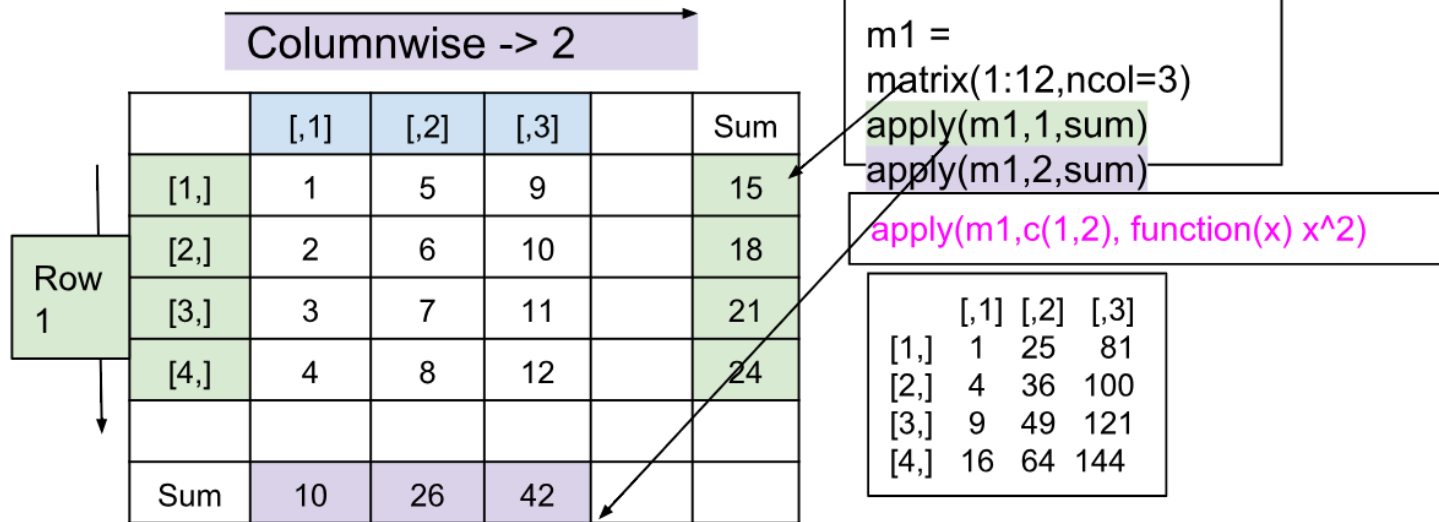 Columnwise -> 2
[,1] [,2] [,3] Sum
[1,] 1 5 9 15
[2,] 2 6 10 18
[3,] 3 7 11 21
[4,] 4 8 12 24
Sum 10 26 42
Row
1
m1 =
matrix(1:12,ncol=3)
apply(m1,1,sum)
apply(m1,2,sum)
apply(m1,c(1,2), function(x) x^2)
[,1] [,2] [,3]
[1,] 1 25 81
[2,] 4 36 100
[3,] 9 49 121
[4,] 16 64 144